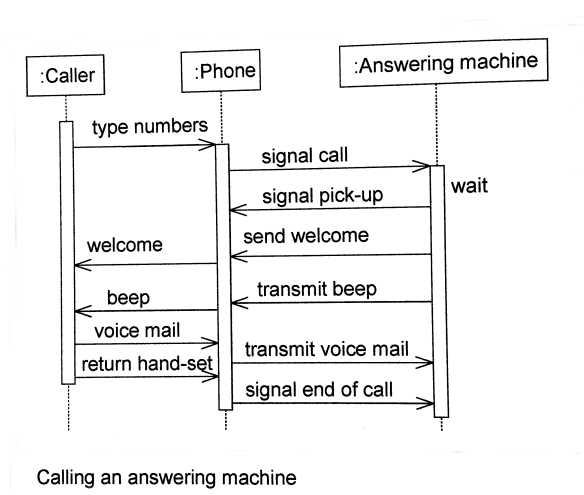 :Caller
:Phone
:Answering machine
type numbers
signal call
wait
signal pick-up
send welcome
welcome
transmit beep
beep
voice mail
transmit voice mail
return hand-set
signal end of call
Calling an answering machine